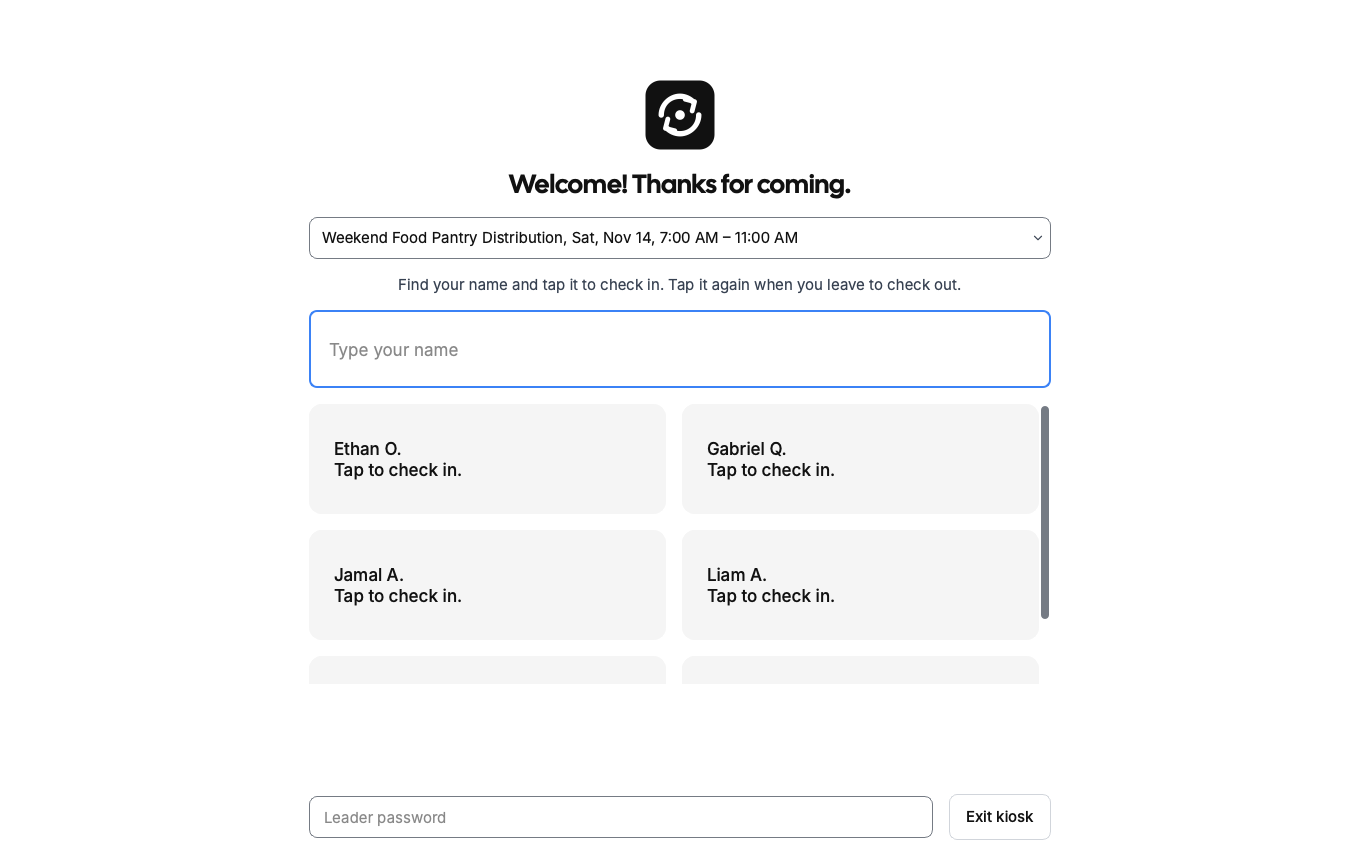 Welcome! Thanks for coming.
Weekend Food Pantry Distribution, Sat, Nov 14, 7:00 AM – 11:00 AM
Find your name and tap it to check in. Tap it again when you leave to check out.
Type your name
Ethan O.
Tap to check in.
Gabriel Q.
Tap to check in.
Jamal A.
Tap to check in.
Liam A.
Tap to check in.
Leader password
Exit kiosk